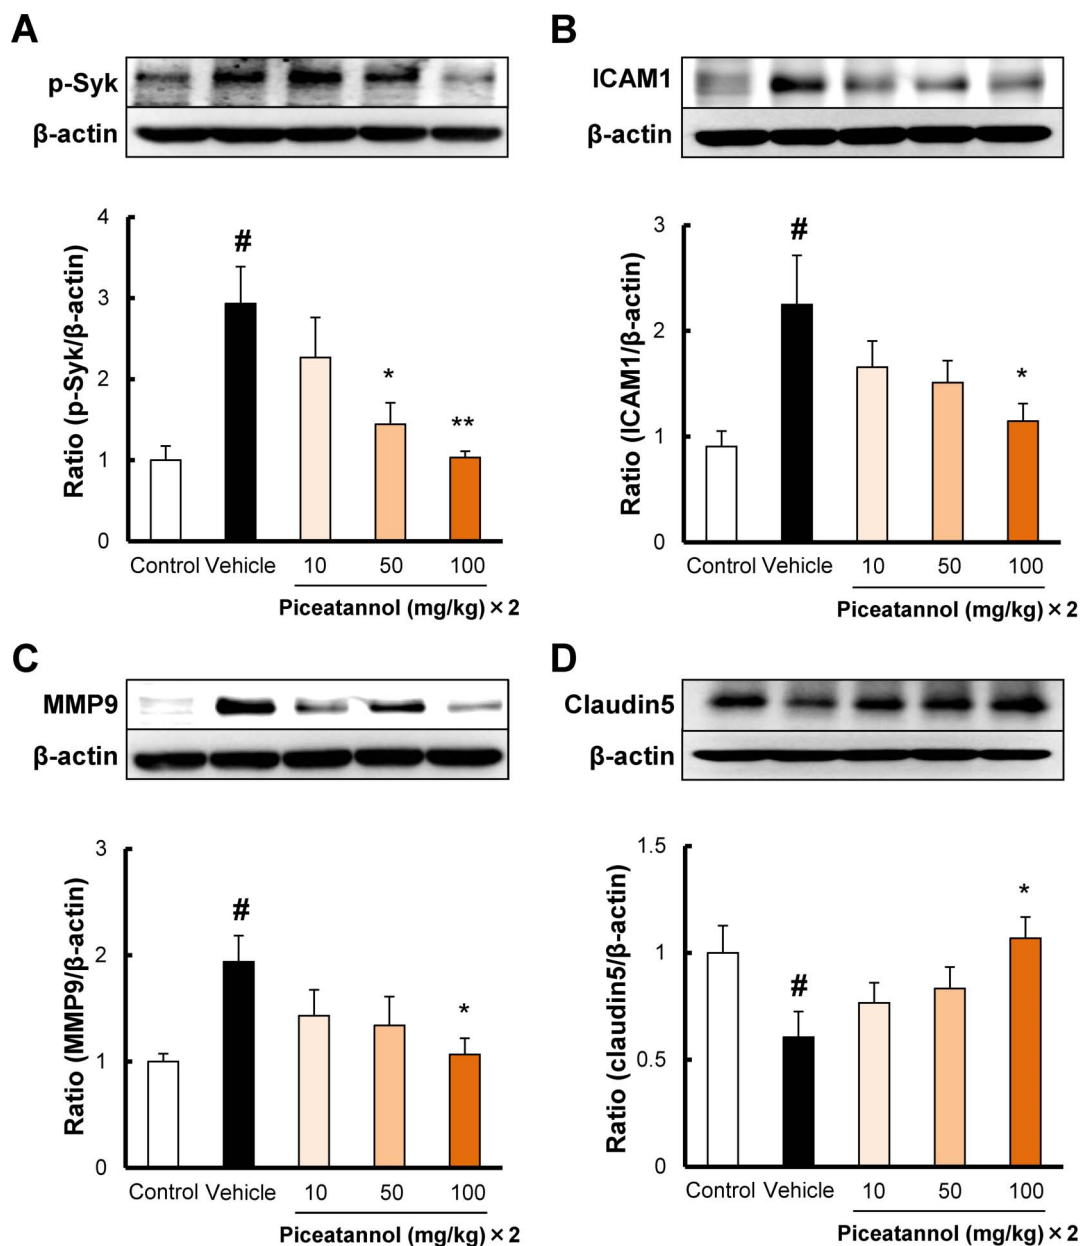 A
p-Syk
β-actin
Ratio (p-Syk/β-actin)
4
3
2
1
0
#
*
**
Control Vehicle 10 50 100
Piceatannol (mg/kg) × 2
B
ICAM1
β-actin
Ratio (ICAM1/β-actin)
3
2
1
0
#
*
Control Vehicle 10 50 100
Piceatannol (mg/kg) × 2
C
MMP9
β-actin
Ratio (MMP9/β-actin)
3
2
1
0
#
*
Control Vehicle 10 50 100
Piceatannol (mg/kg) × 2
D
Claudin5
β-actin
Ratio (claudin5/β-actin)
1.5
1
0.5
0
#
*
Control Vehicle 10 50 100
Piceatannol (mg/kg) × 2